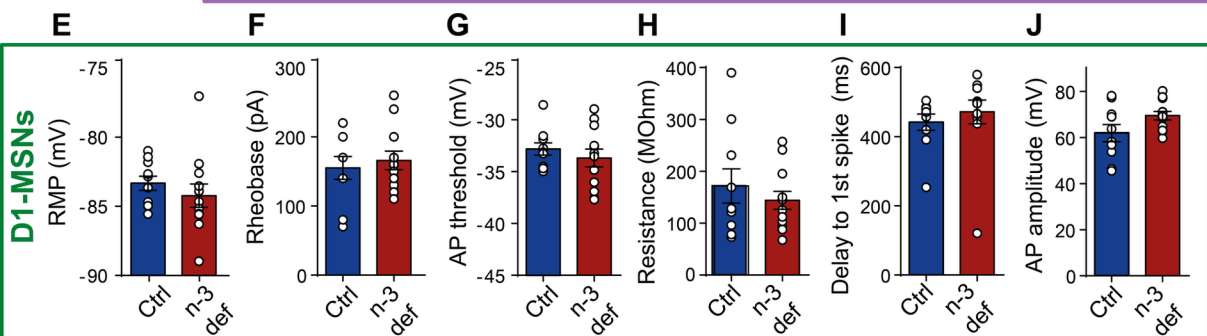 E
F
G
H
I
J
D1-MSNs
RMP (mV)
-75
-80
-85
-90
Ctrl
n-3
def
Rheobase (pA)
300
200
100
0
Ctrl
n-3
def
AP threshold (mV)
-25
-30
-35
-40
-45
Ctrl
n-3
def
Resistance (MOhm)
400
300
200
100
0
Ctrl
n-3
def
Delay to 1st spike (ms)
600
400
200
0
Ctrl
n-3
def
AP amplitude (mV)
80
60
40
20
0
Ctrl
n-3
def